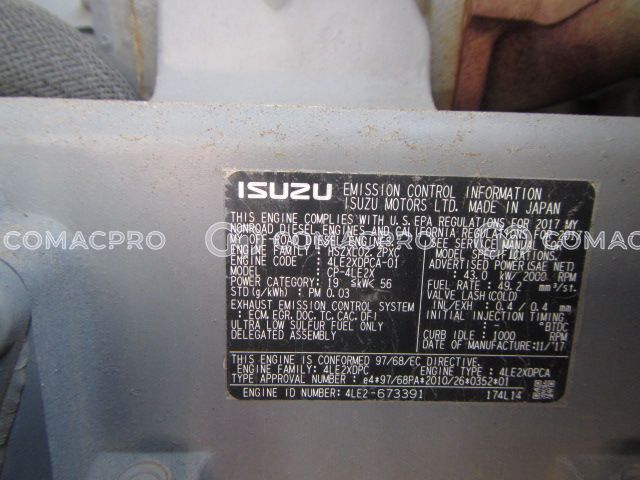 ISUZU EMISSION CONTROL INFORMATION
ISUZU MOTORS LTD. MADE IN JAPAN
THIS ENGINE COMPLIES WITH U.S. EPA REGULATIONS FOR 2017 MY
NONROAD DIESEL ENGINES AND CALIFORNIA REGULATIONS
MY OFF-ROAD DIESEL ENGINES.
ENGINE FAMILY :
ENGINE CODE : 4LE2XDPCA-01
MODEL : CP-4LE2X
POWER CATEGORY: 19 ≤kW< 56
STD (g/kWh) : PM 0.03
EXHAUST EMISSION CONTROL SYSTEM
: ECM, EGR, DOC, TC, CAC, DFI
ULTRA LOW SULFUR FUEL ONLY
DELEGATED ASSEMBLY
SEE SERVICE MANUAL FOR
MODEL SPECIFICATIONS.
ADVERTISED POWER(SAE NET)
: 43.0 kW/ 2000 RPM
FUEL RATE : 49.2 mm³/st.
VALVE LASH (COLD)
IN/EXH : 0.4 / 0.4 mm
INITIAL INJECTION TIMING
: - °BTDC
CURB IDLE : 1000 RPM
DATE OF MANUFACTURE:11/'17
THIS ENGINE IS CONFORMED 97/68/EC DIRECTIVE.
ENGINE FAMILY: 4LE2XDPC ENGINE TYPE : 4LE2XDPCA
TYPE APPROVAL NUMBER : e4*97/68PA*2010/26*0352*01
ENGINE ID NUMBER: 4LE2-673391 174L14
COMACPRO COMACPRO COMACPRO
COMACPRO COMACPRO